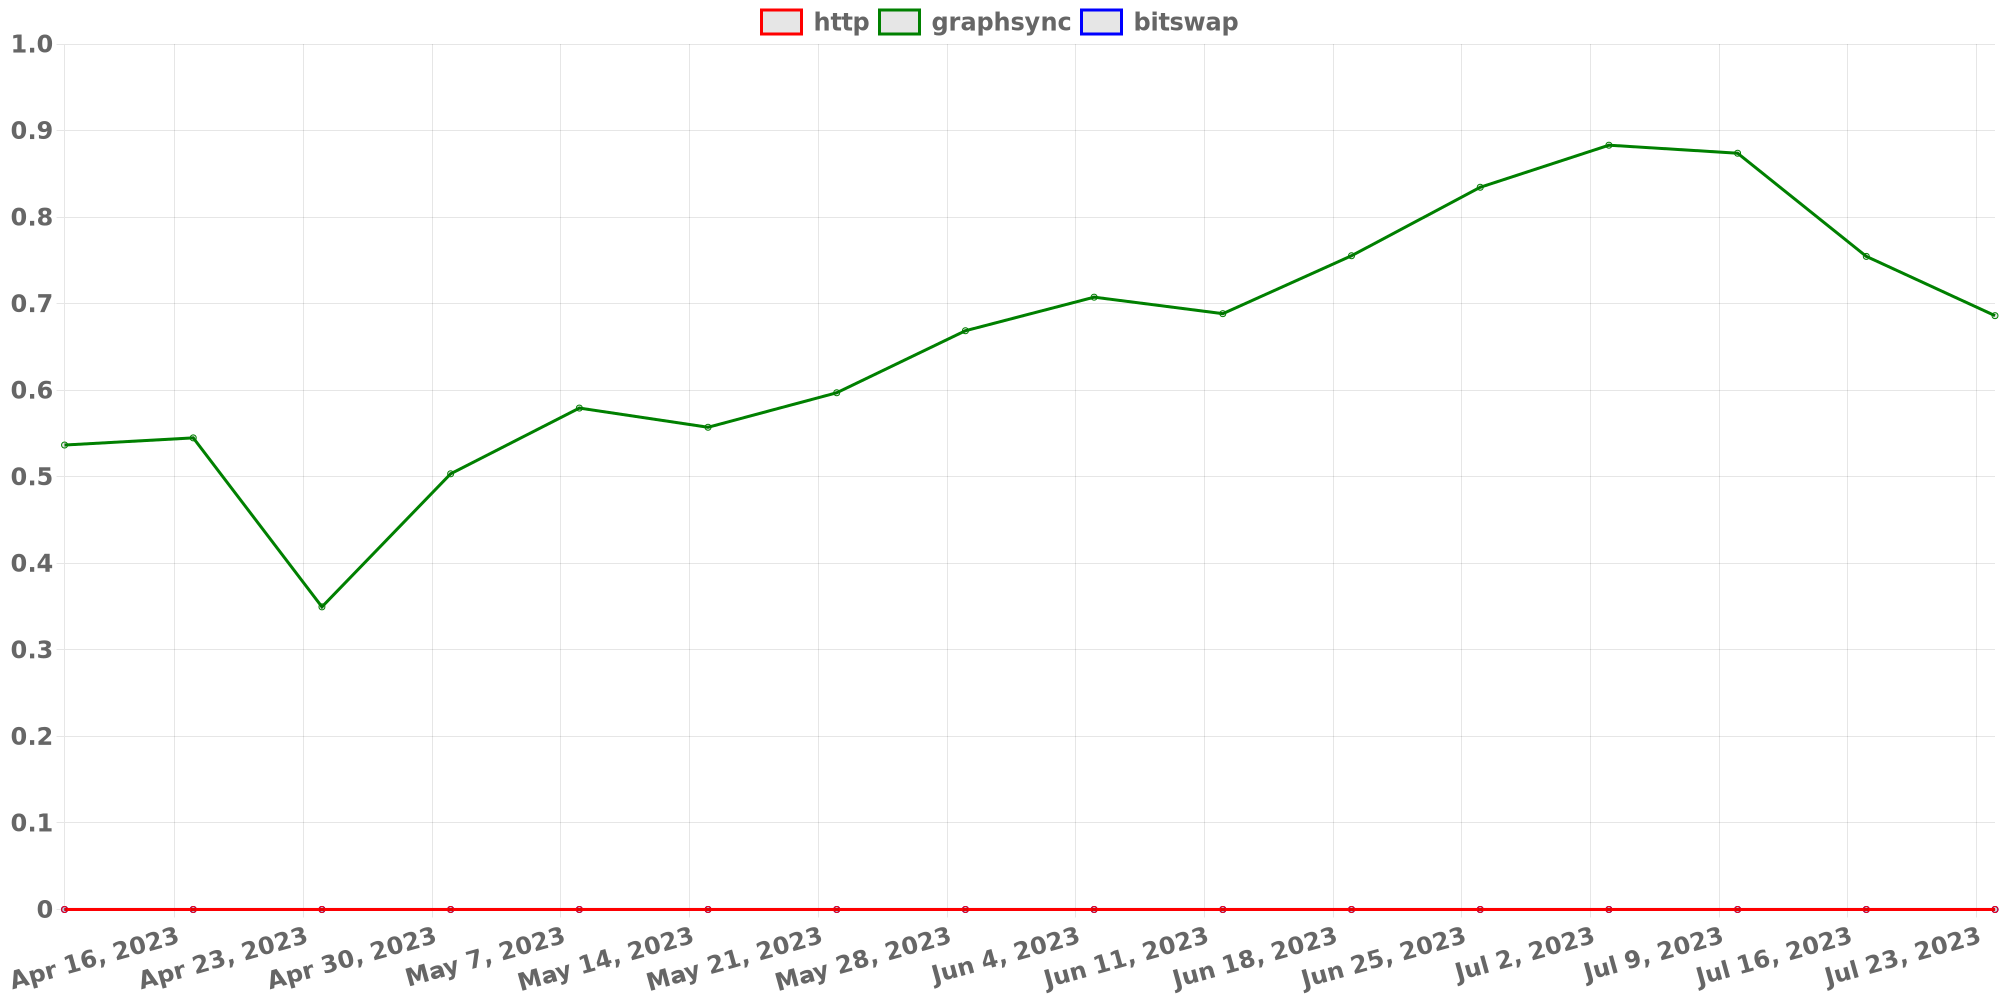 http graphsync bitswap
1.0
0.9
0.8
0.7
0.6
0.5
0.4
0.3
0.2
0.1
0
Apr 16, 2023
Apr 23, 2023
Apr 30, 2023
May 7, 2023
May 14, 2023
May 21, 2023
May 28, 2023
Jun 4, 2023
Jun 11, 2023
Jun 18, 2023
Jun 25, 2023
Jul 2, 2023
Jul 9, 2023
Jul 16, 2023
Jul 23, 2023